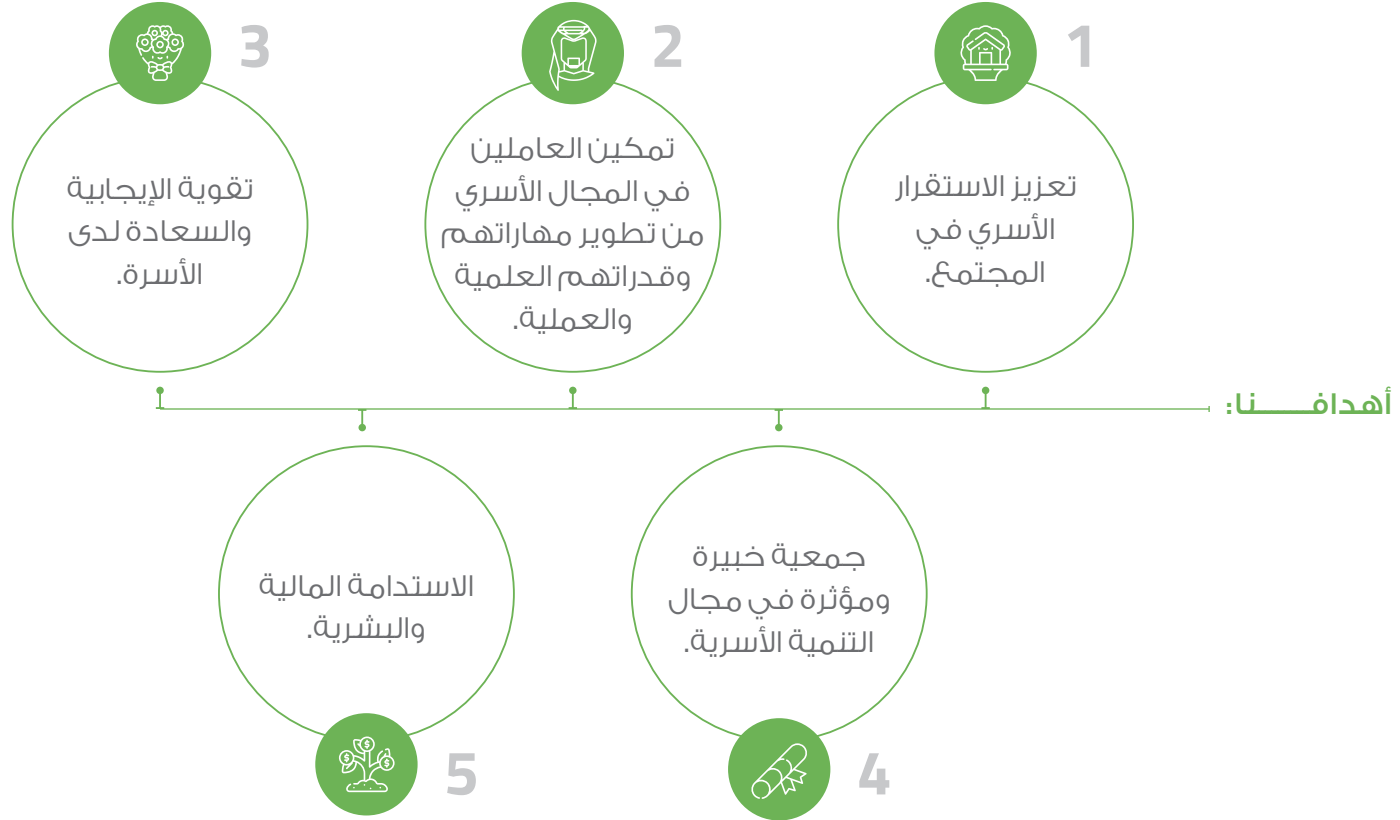 أهدافـــــنا:
1
تعزيز الاستقرار
الأسري في
المجتمع.
2
تمكين العاملين
في المجال الأسري
من تطوير مهاراتهم
وقدراتهم العلمية
والعملية.
3
تقوية الإيجابية
والسعادة لدى
الأسرة.
4
جمعية خبيرة
ومؤثرة في مجال
التنمية الأسرية.
5
الاستدامة المالية
والبشرية.